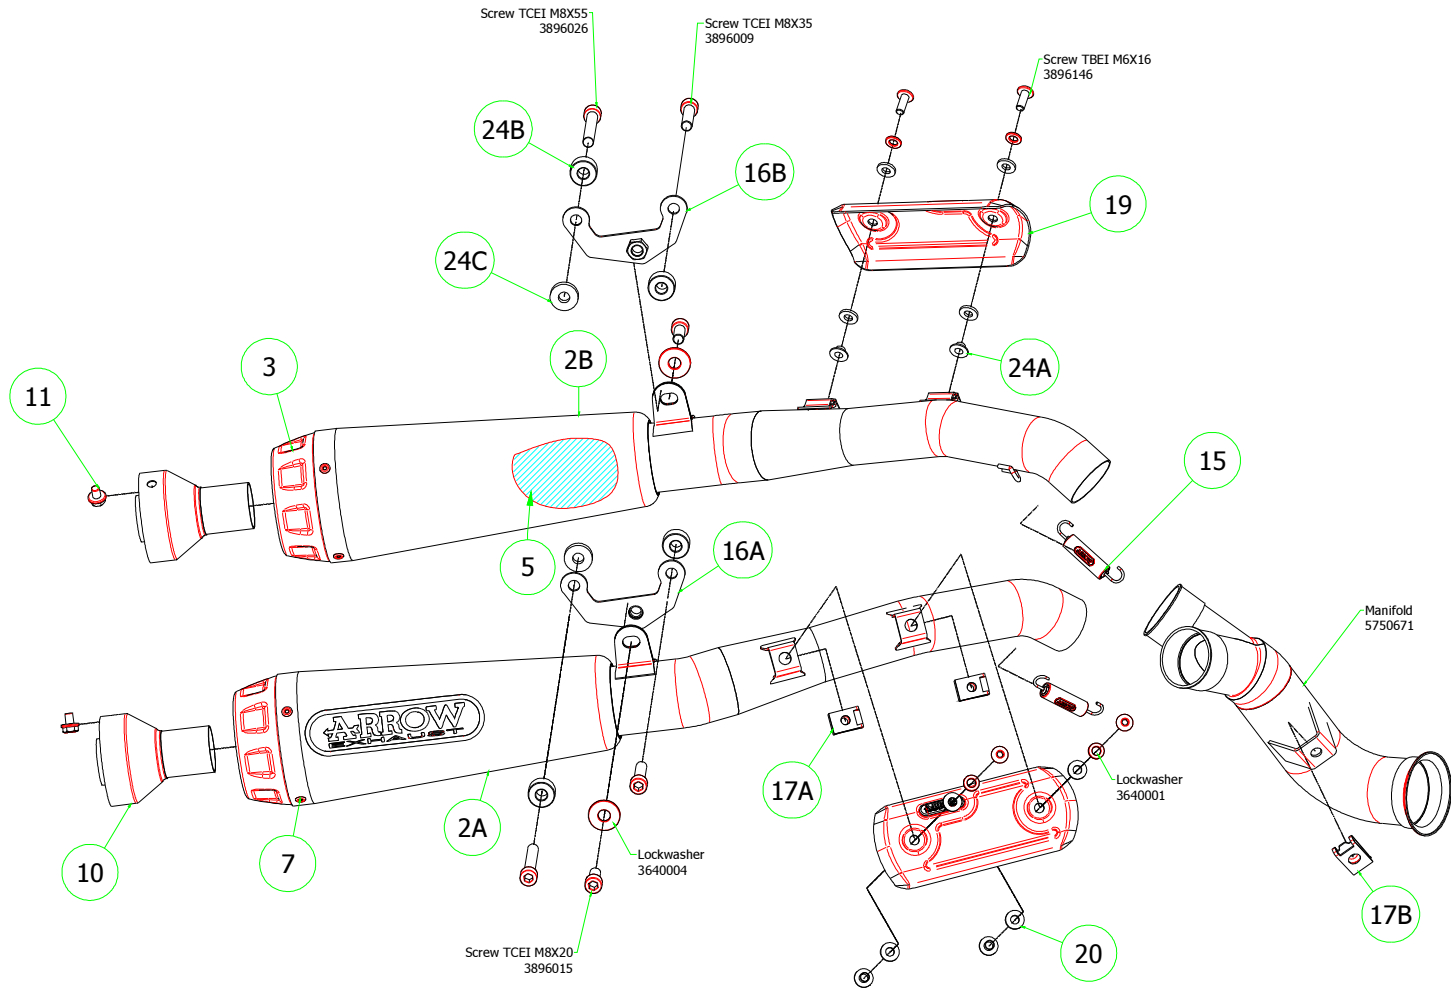 Screw TCEI M8X55
3896026
Screw TCEI M8X35
3896009
Screw TBEI M6X16
3896146
24B
16B
19
24C
2B
3
11
24A
15
5
16A
Manifold
5750671
ARROW
EXHAUST
17A
Lockwasher
3640001
2A
10
7
Lockwasher
3640004
17B
20
Screw TCEI M8X20
3896015